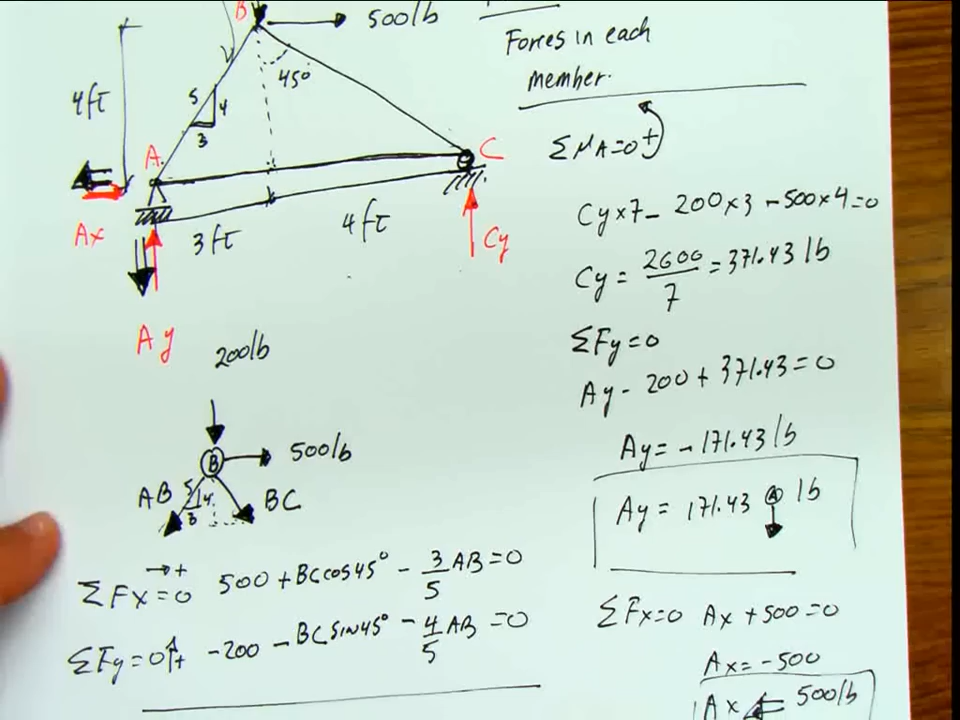 B
500lb
45°
4ft
5
4
3
A
C
Ax
3ft
4ft
Cy
Ay
200lb
B
500lb
AB
5
4
3
BC
ΣFx=0 →+ 500 + BC cos45° - 3/5 AB = 0
ΣFy=0↑+ -200 - BC sin45° - 4/5 AB = 0
Forces in each
member.
ΣMA=0 +
Cy×7 - 200×3 - 500×4=0
Cy = 2600/7 = 371.43 lb
ΣFy=0
Ay - 200 + 371.43 = 0
Ay = -171.43 lb
Ay = 171.43 lb ↓
ΣFx=0 Ax + 500 = 0
Ax = -500
Ax ← 500lb